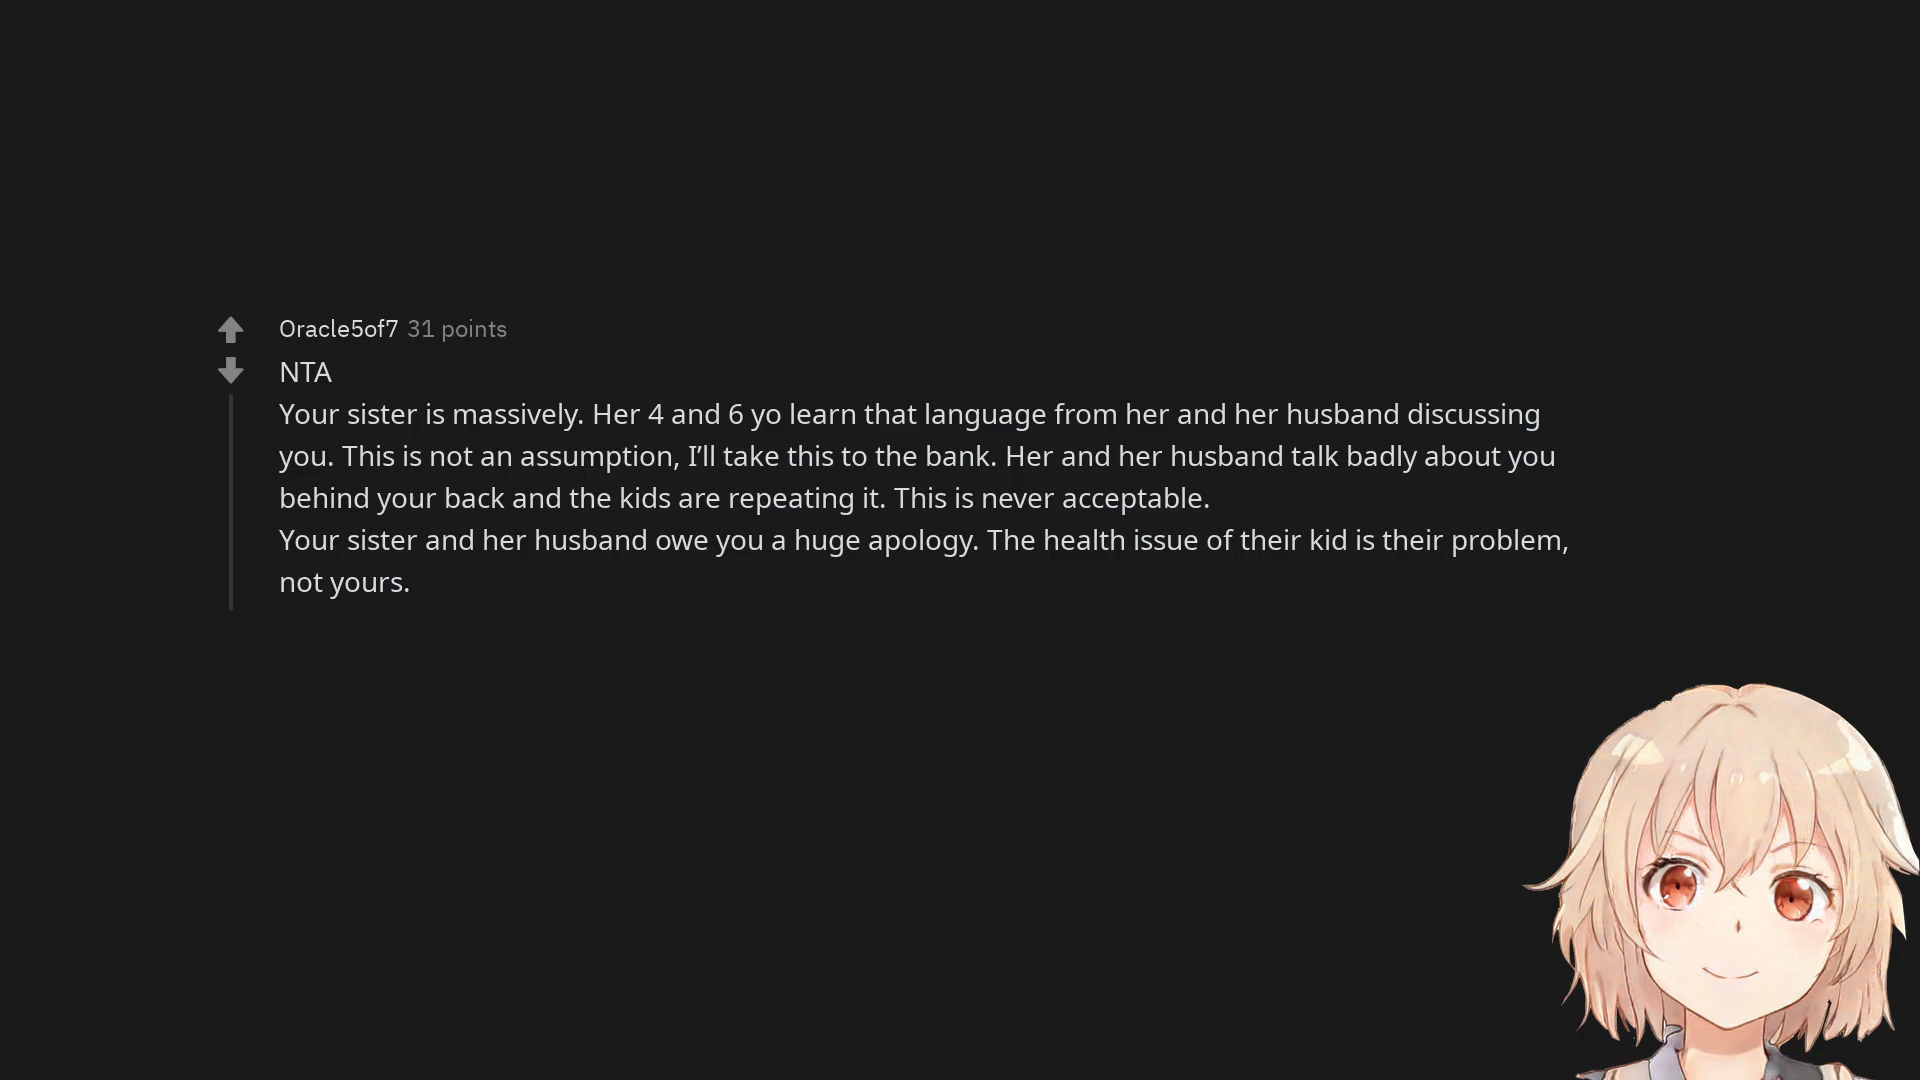 Oracle5of7 31 points
NTA
Your sister is massively. Her 4 and 6 yo learn that language from her and her husband discussing
you. This is not an assumption, I’ll take this to the bank. Her and her husband talk badly about you
behind your back and the kids are repeating it. This is never acceptable.
Your sister and her husband owe you a huge apology. The health issue of their kid is their problem,
not yours.